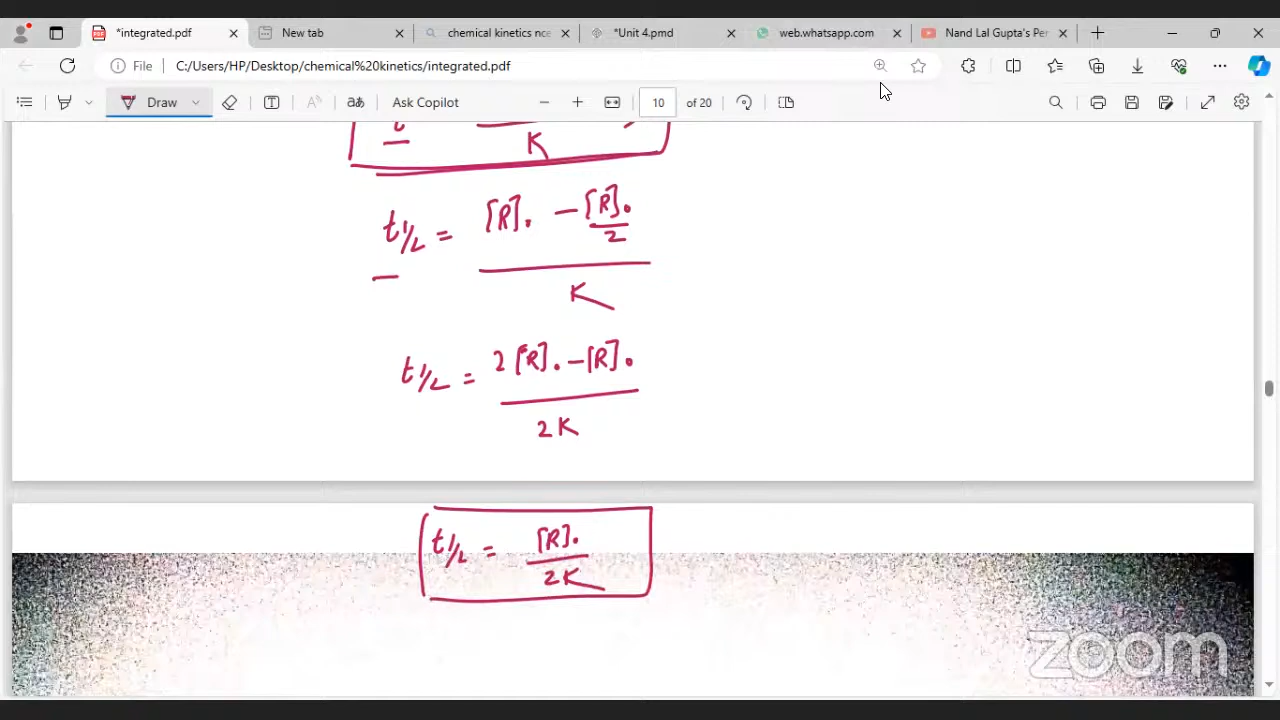 *integrated.pdf
New tab
chemical kinetics nce
*Unit 4.pmd
web.whatsapp.com
Nand Lal Gupta's Per
File C:/Users/HP/Desktop/chemical%20kinetics/integrated.pdf
Draw
Ask Copilot
10 of 20
K
t½ = [R]₀ − [R]₀/2
K
t½ = 2[R]₀ − [R]₀
2K
t½ = [R]₀
2K
zoom